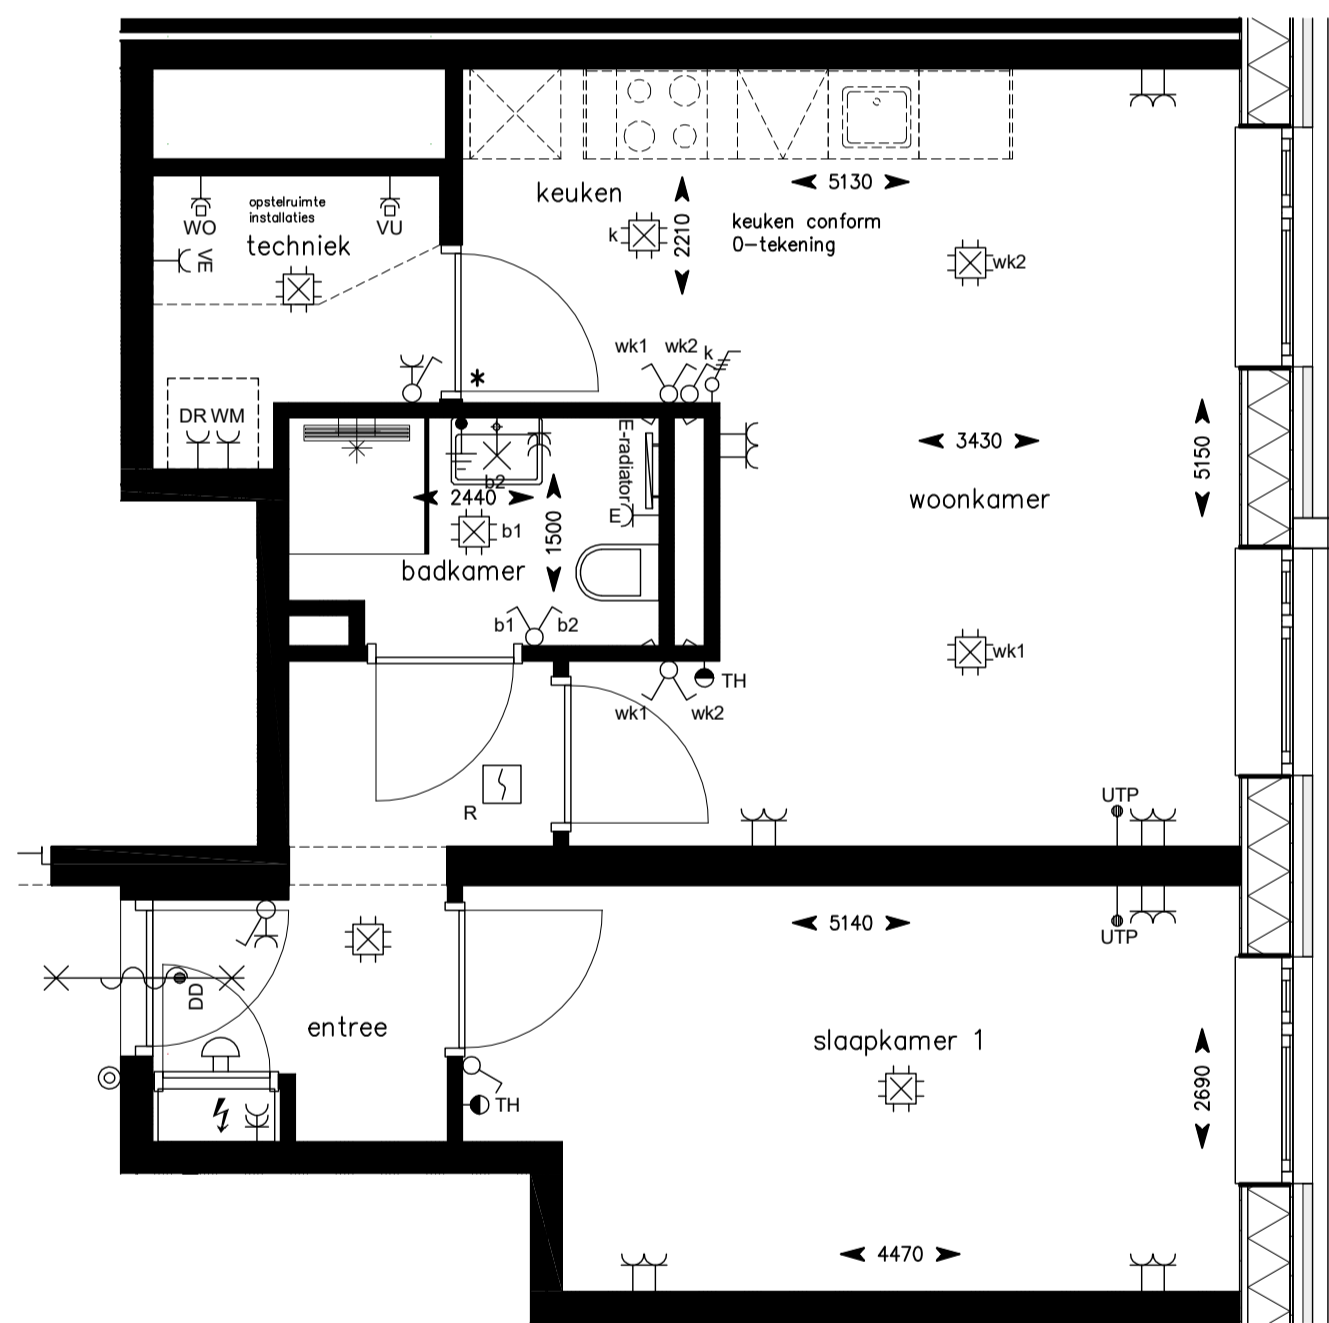 keuken
5130
opstelruimte
installaties
WO
VU
techniek
VE
k
2210
keuken conform
0-tekening
wk2
wk1
wk2
k
*
DR
WM
E-radiator
3430
5150
b2
2440
woonkamer
E
b1
1500
badkamer
b1
b2
wk1
TH
wk1
wk2
UTP
R
5140
UTP
DD
entree
slaapkamer 1
2690
TH
4470